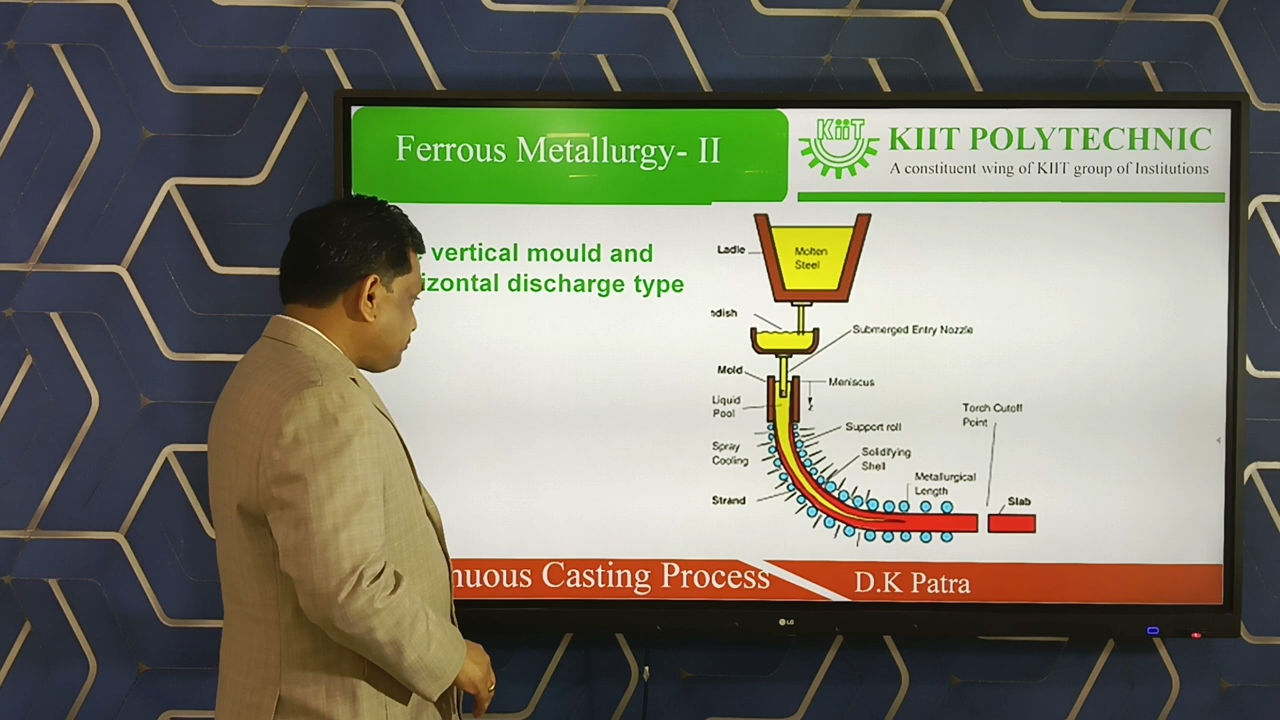 Ferrous Metallurgy- II
KiiT
KIIT POLYTECHNIC
A constituent wing of KIIT group of Institutions
vertical mould and
izontal discharge type
Ladle
Molten
Steel
ndish
Submerged Entry Nozzle
Mold
Meniscus
Liquid
Pool
z
Torch Cutoff
Point
Support roll
Spray
Cooling
Solidifying
Shell
Metallurgical
Length
Strand
Slab
nuous Casting Process
D.K Patra
LG